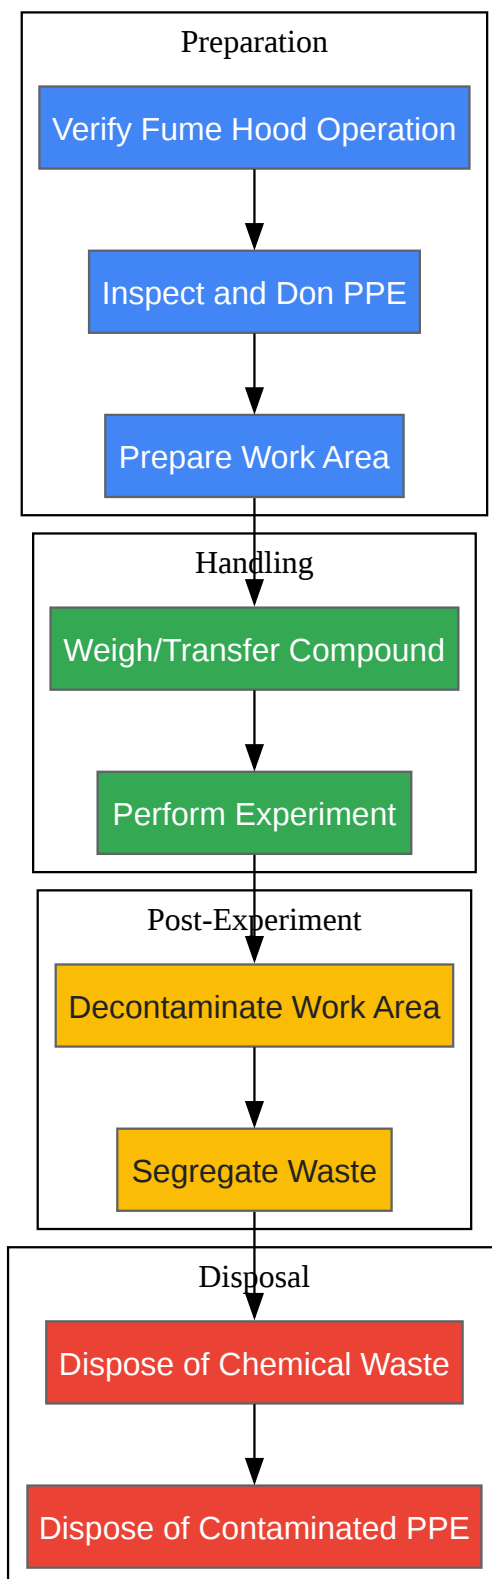 Preparation
Verify Fume Hood Operation
Inspect and Don PPE
Prepare Work Area
Handling
Weigh/Transfer Compound
Perform Experiment
Post-Experiment
Decontaminate Work Area
Segregate Waste
Disposal
Dispose of Chemical Waste
Dispose of Contaminated PPE